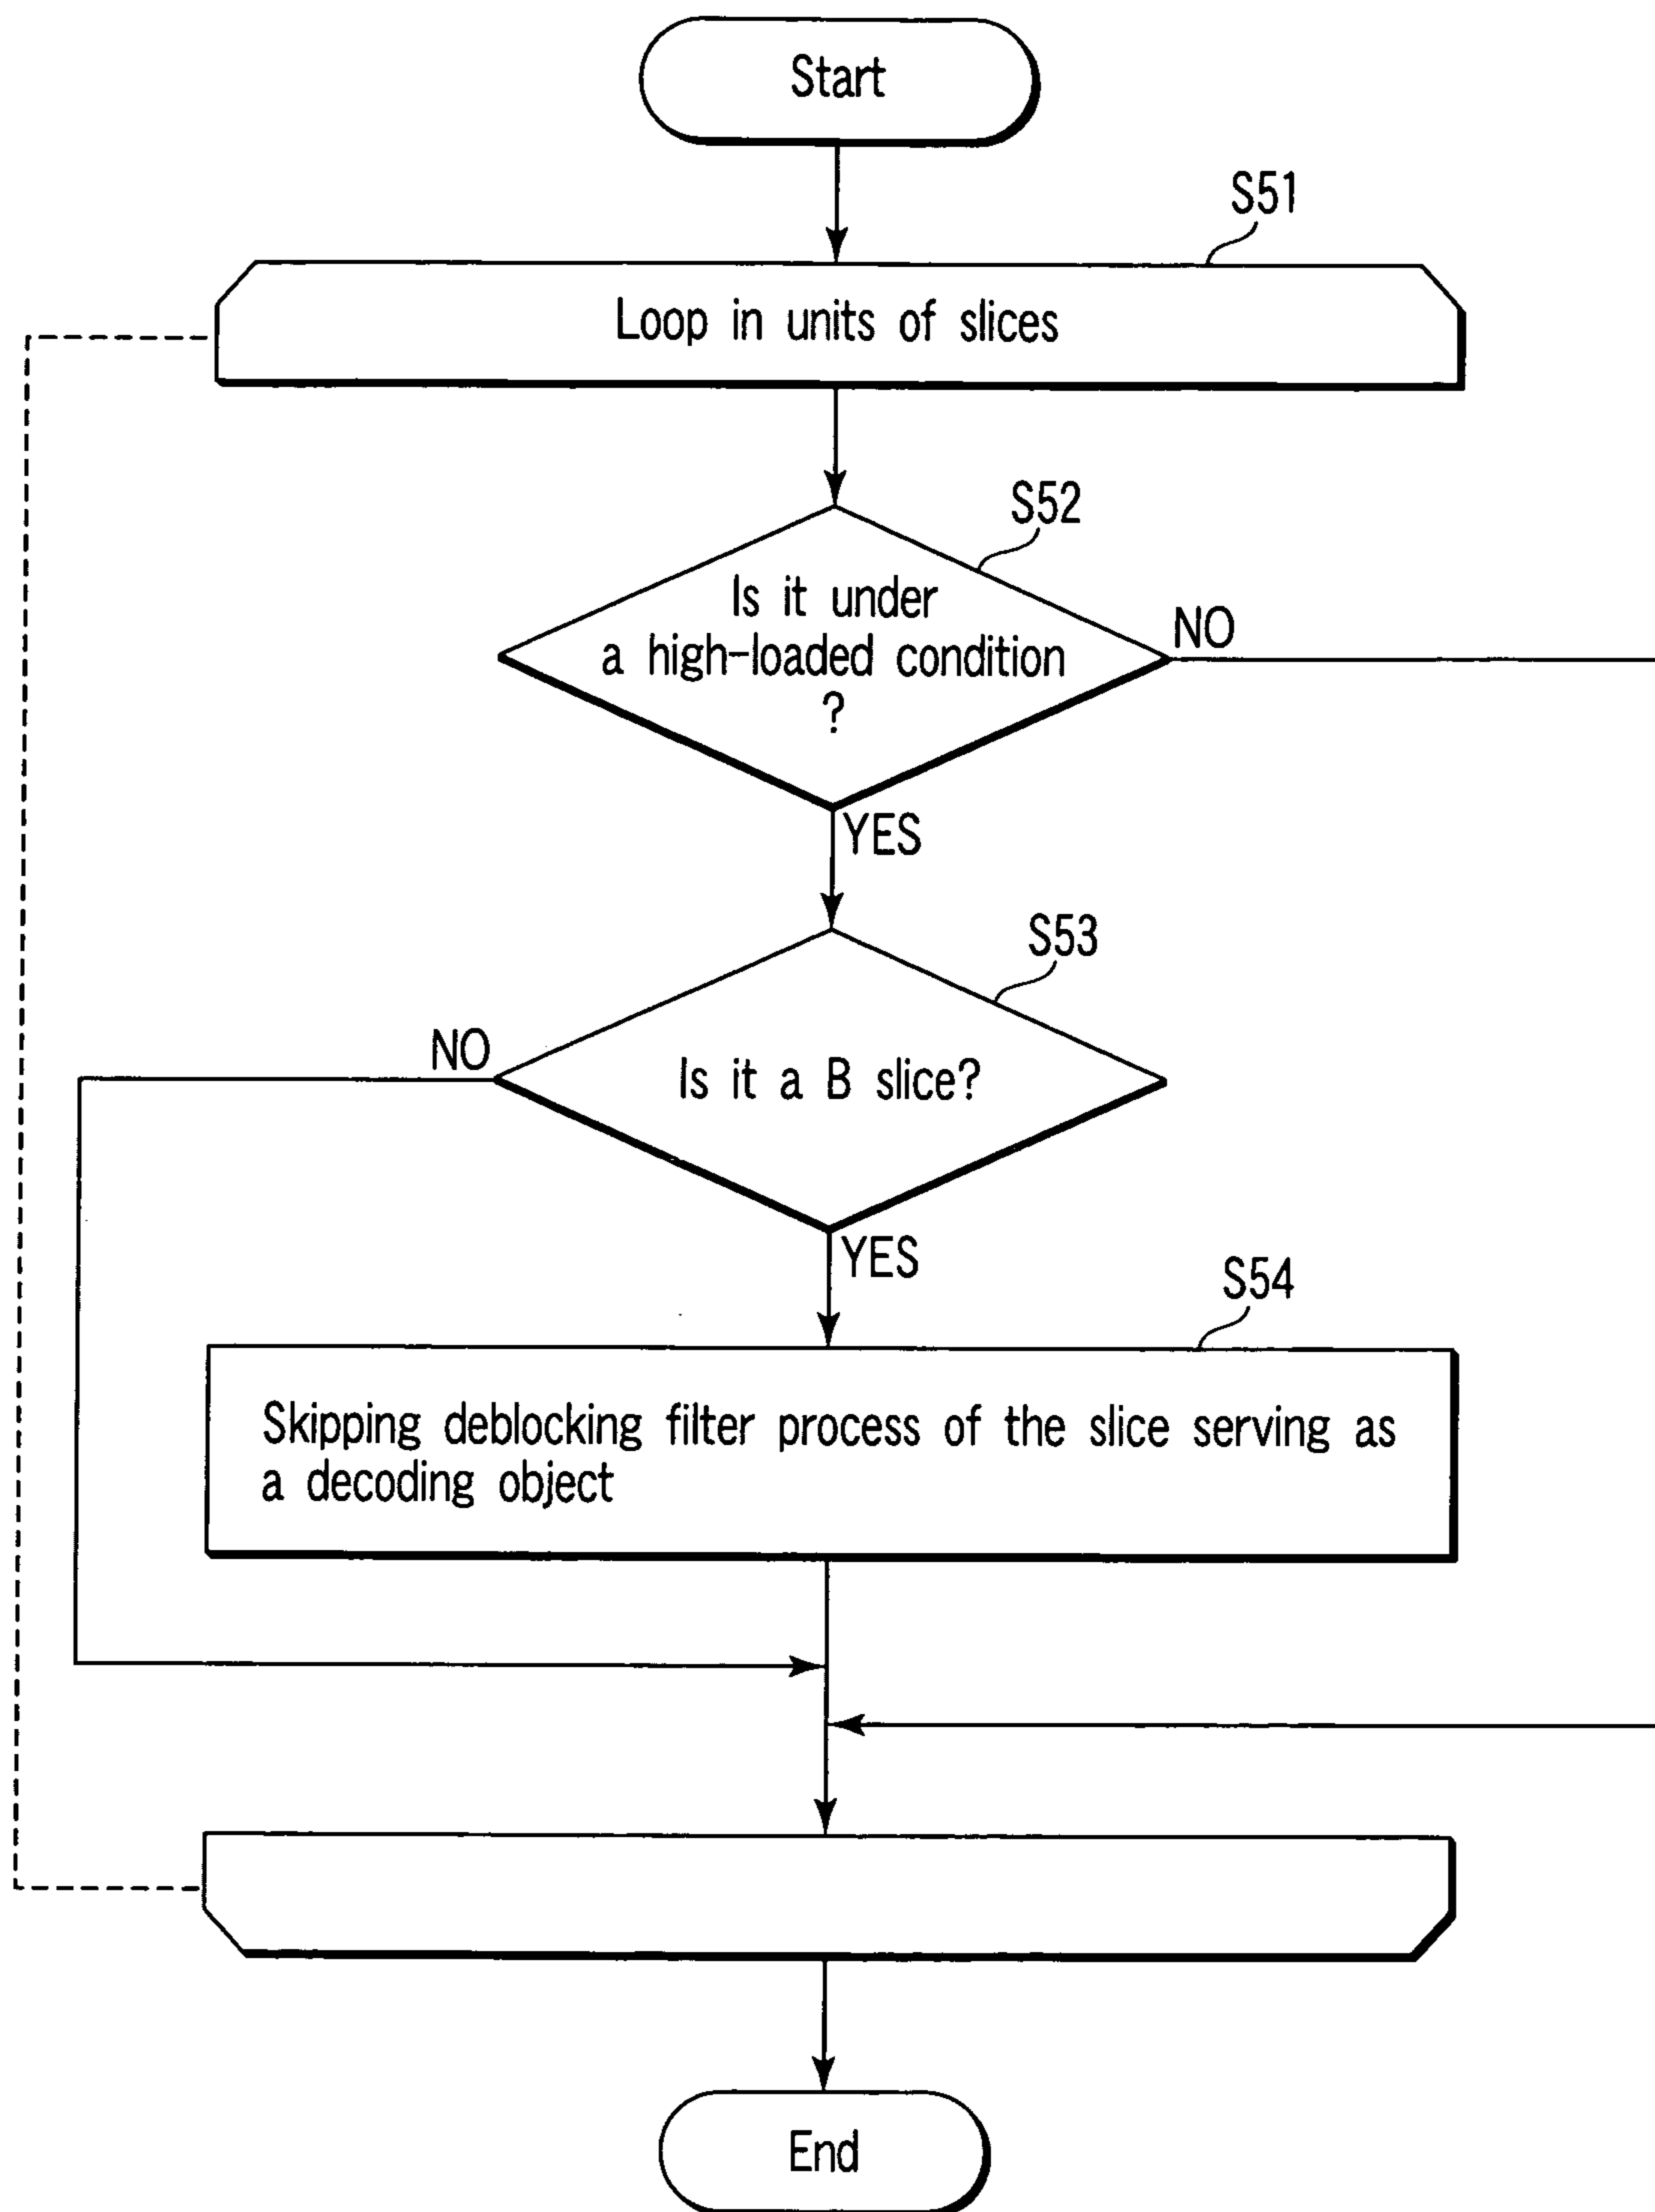 Start
S51
Loop in units of slices
S52
Is it under
a high-loaded condition
?
NO
YES
S53
NO
Is it a B slice?
YES
S54
Skipping deblocking filter process of the slice serving as
a decoding object
End